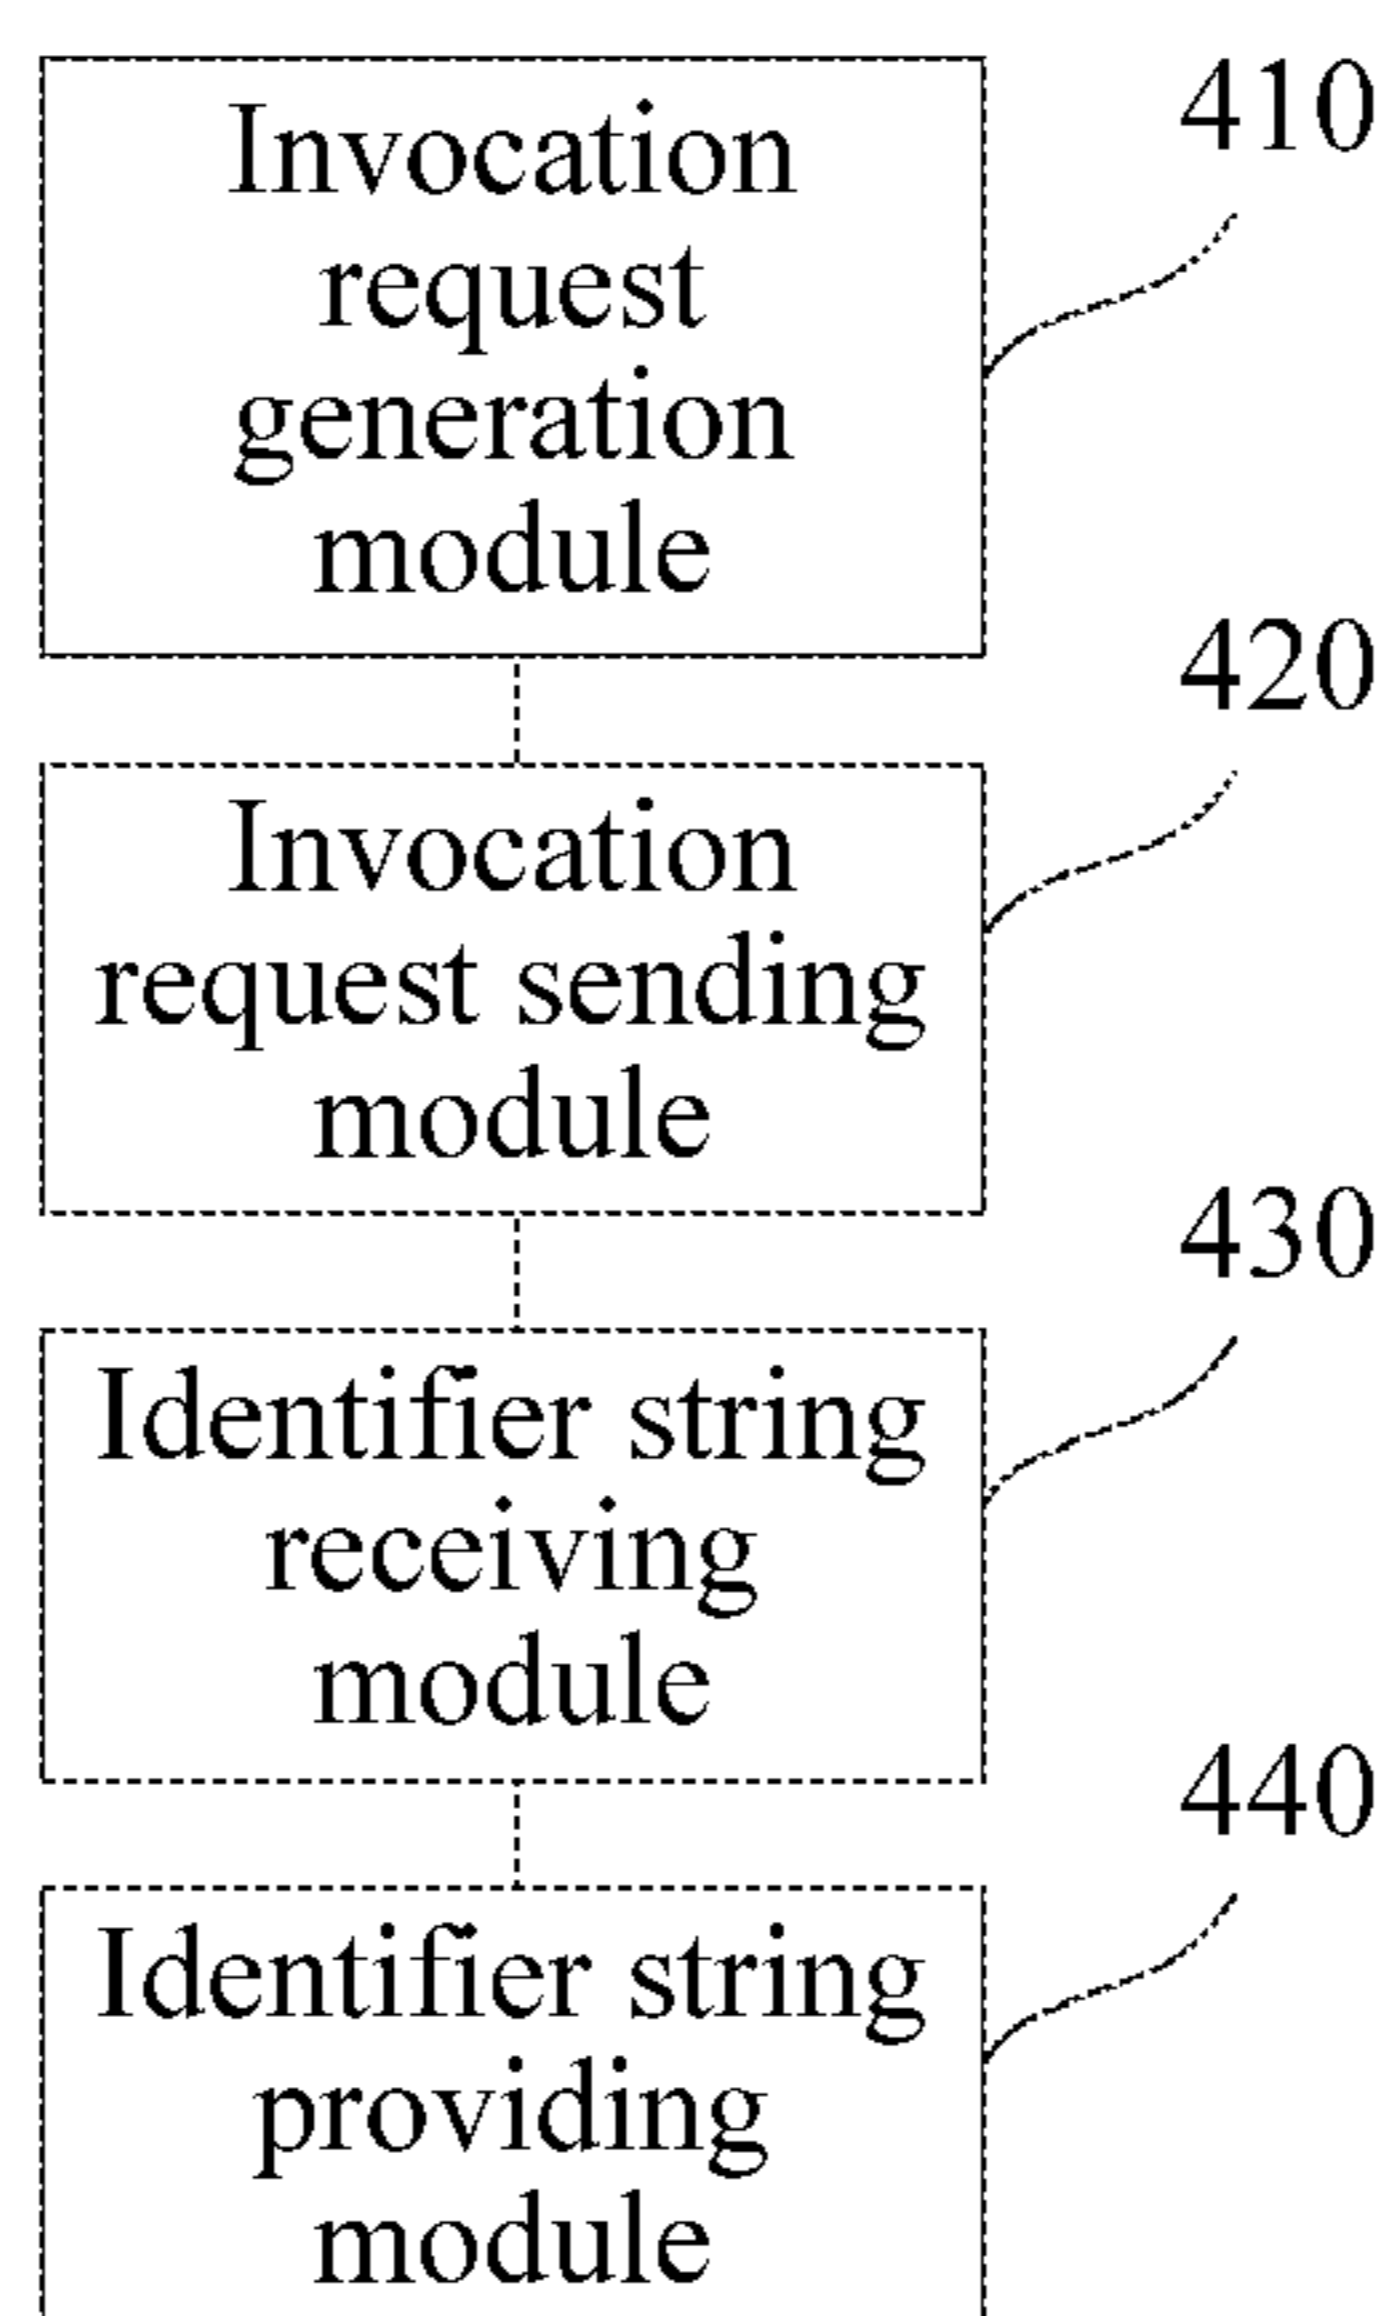 Invocation
request
generation
module
410
Invocation
request sending
module
420
Identifier string
receiving
module
430
Identifier string
providing
module
440